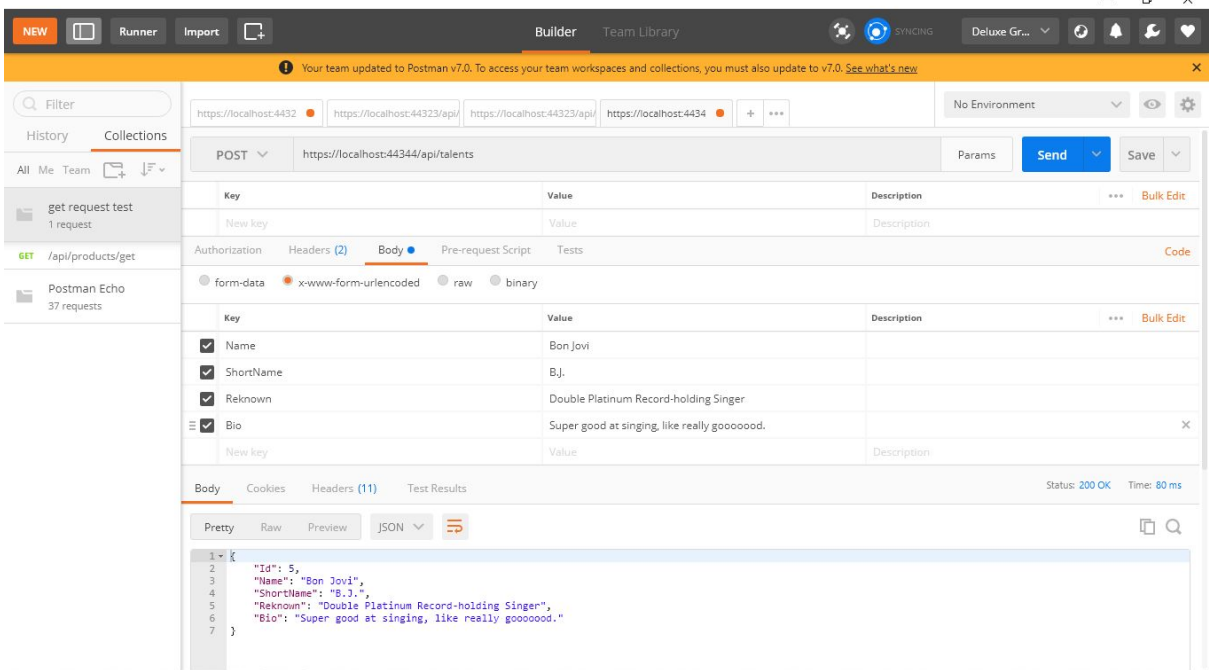 NEW Runner Import Builder Team Library SYNCING Deluxe Gr...
Your team updated to Postman v7.0. To access your team workspaces and collections, you must also update to v7.0. See what's new
Filter
History Collections
All Me Team
get request test
1 request
GET /api/products/get
Postman Echo
37 requests
https://localhost:4432 https://localhost:44323/api/ https://localhost:44323/api/ https://localhost:4434 + ••• No Environment
POST https://localhost:44344/api/talents Params Send Save
Key Value Description ••• Bulk Edit
New key Value Description
Authorization Headers (2) Body Pre-request Script Tests Code
form-data x-www-form-urlencoded raw binary
Key Value Description ••• Bulk Edit
Name Bon Jovi
ShortName B.J.
Reknown Double Platinum Record-holding Singer
Bio Super good at singing, like really gooooood.
New key Value Description
Body Cookies Headers (11) Test Results Status: 200 OK Time: 80 ms
Pretty Raw Preview JSON
1 {
2 "Id": 5,
3 "Name": "Bon Jovi",
4 "ShortName": "B.J.",
5 "Reknown": "Double Platinum Record-holding Singer",
6 "Bio": "Super good at singing, like really gooooood."
7 }